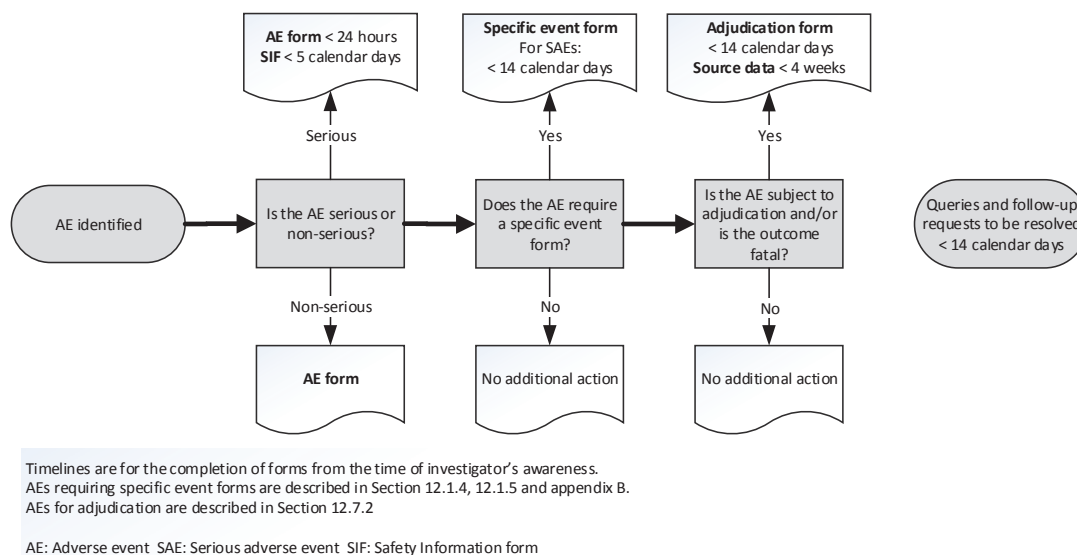 AE form < 24 hours
SIF < 5 calendar days
Specific event form
For SAEs:
< 14 calendar days
Adjudication form
< 14 calendar days
Source data < 4 weeks
Serious
Yes
Yes
AE identified
Is the AE serious or
non-serious?
Does the AE require
a specific event
form?
Is the AE subject to
adjudication and/or
is the outcome
fatal?
Queries and follow-up
requests to be resolved
< 14 calendar days
Non-serious
No
No
AE form
No additional action
No additional action
Timelines are for the completion of forms from the time of investigator's awareness.
AEs requiring specific event forms are described in Section 12.1.4, 12.1.5 and appendix B.
AEs for adjudication are described in Section 12.7.2
AE: Adverse event SAE: Serious adverse event SIF: Safety Information form